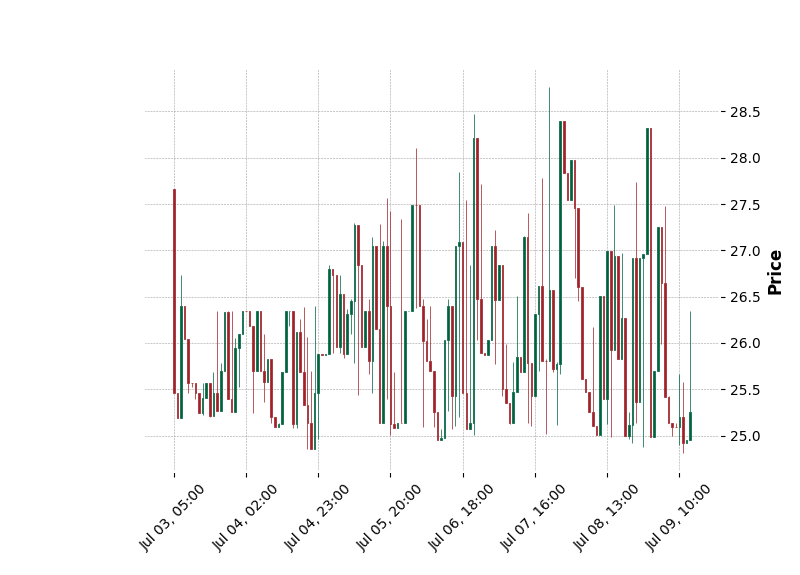 28.5
28.0
27.5
27.0
26.5
26.0
25.5
25.0
Price
Jul 03, 05:00
Jul 04, 02:00
Jul 04, 23:00
Jul 05, 20:00
Jul 06, 18:00
Jul 07, 16:00
Jul 08, 13:00
Jul 09, 10:00